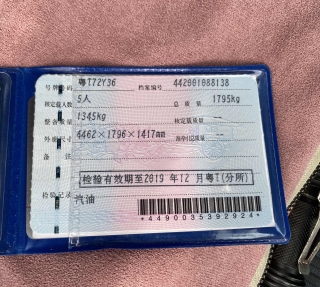 号牌号码 粤T72Y36 档案编号 442001088138
核定载人数 5人 总质量 1795kg
整备质量 1345kg 核定载质量 --
外廓尺寸 4462×1796×1417mm 准牵引总质量 --
备注
检验有效期至2019年12月粤T(分所)
检验记录 汽油
*4490035392924*